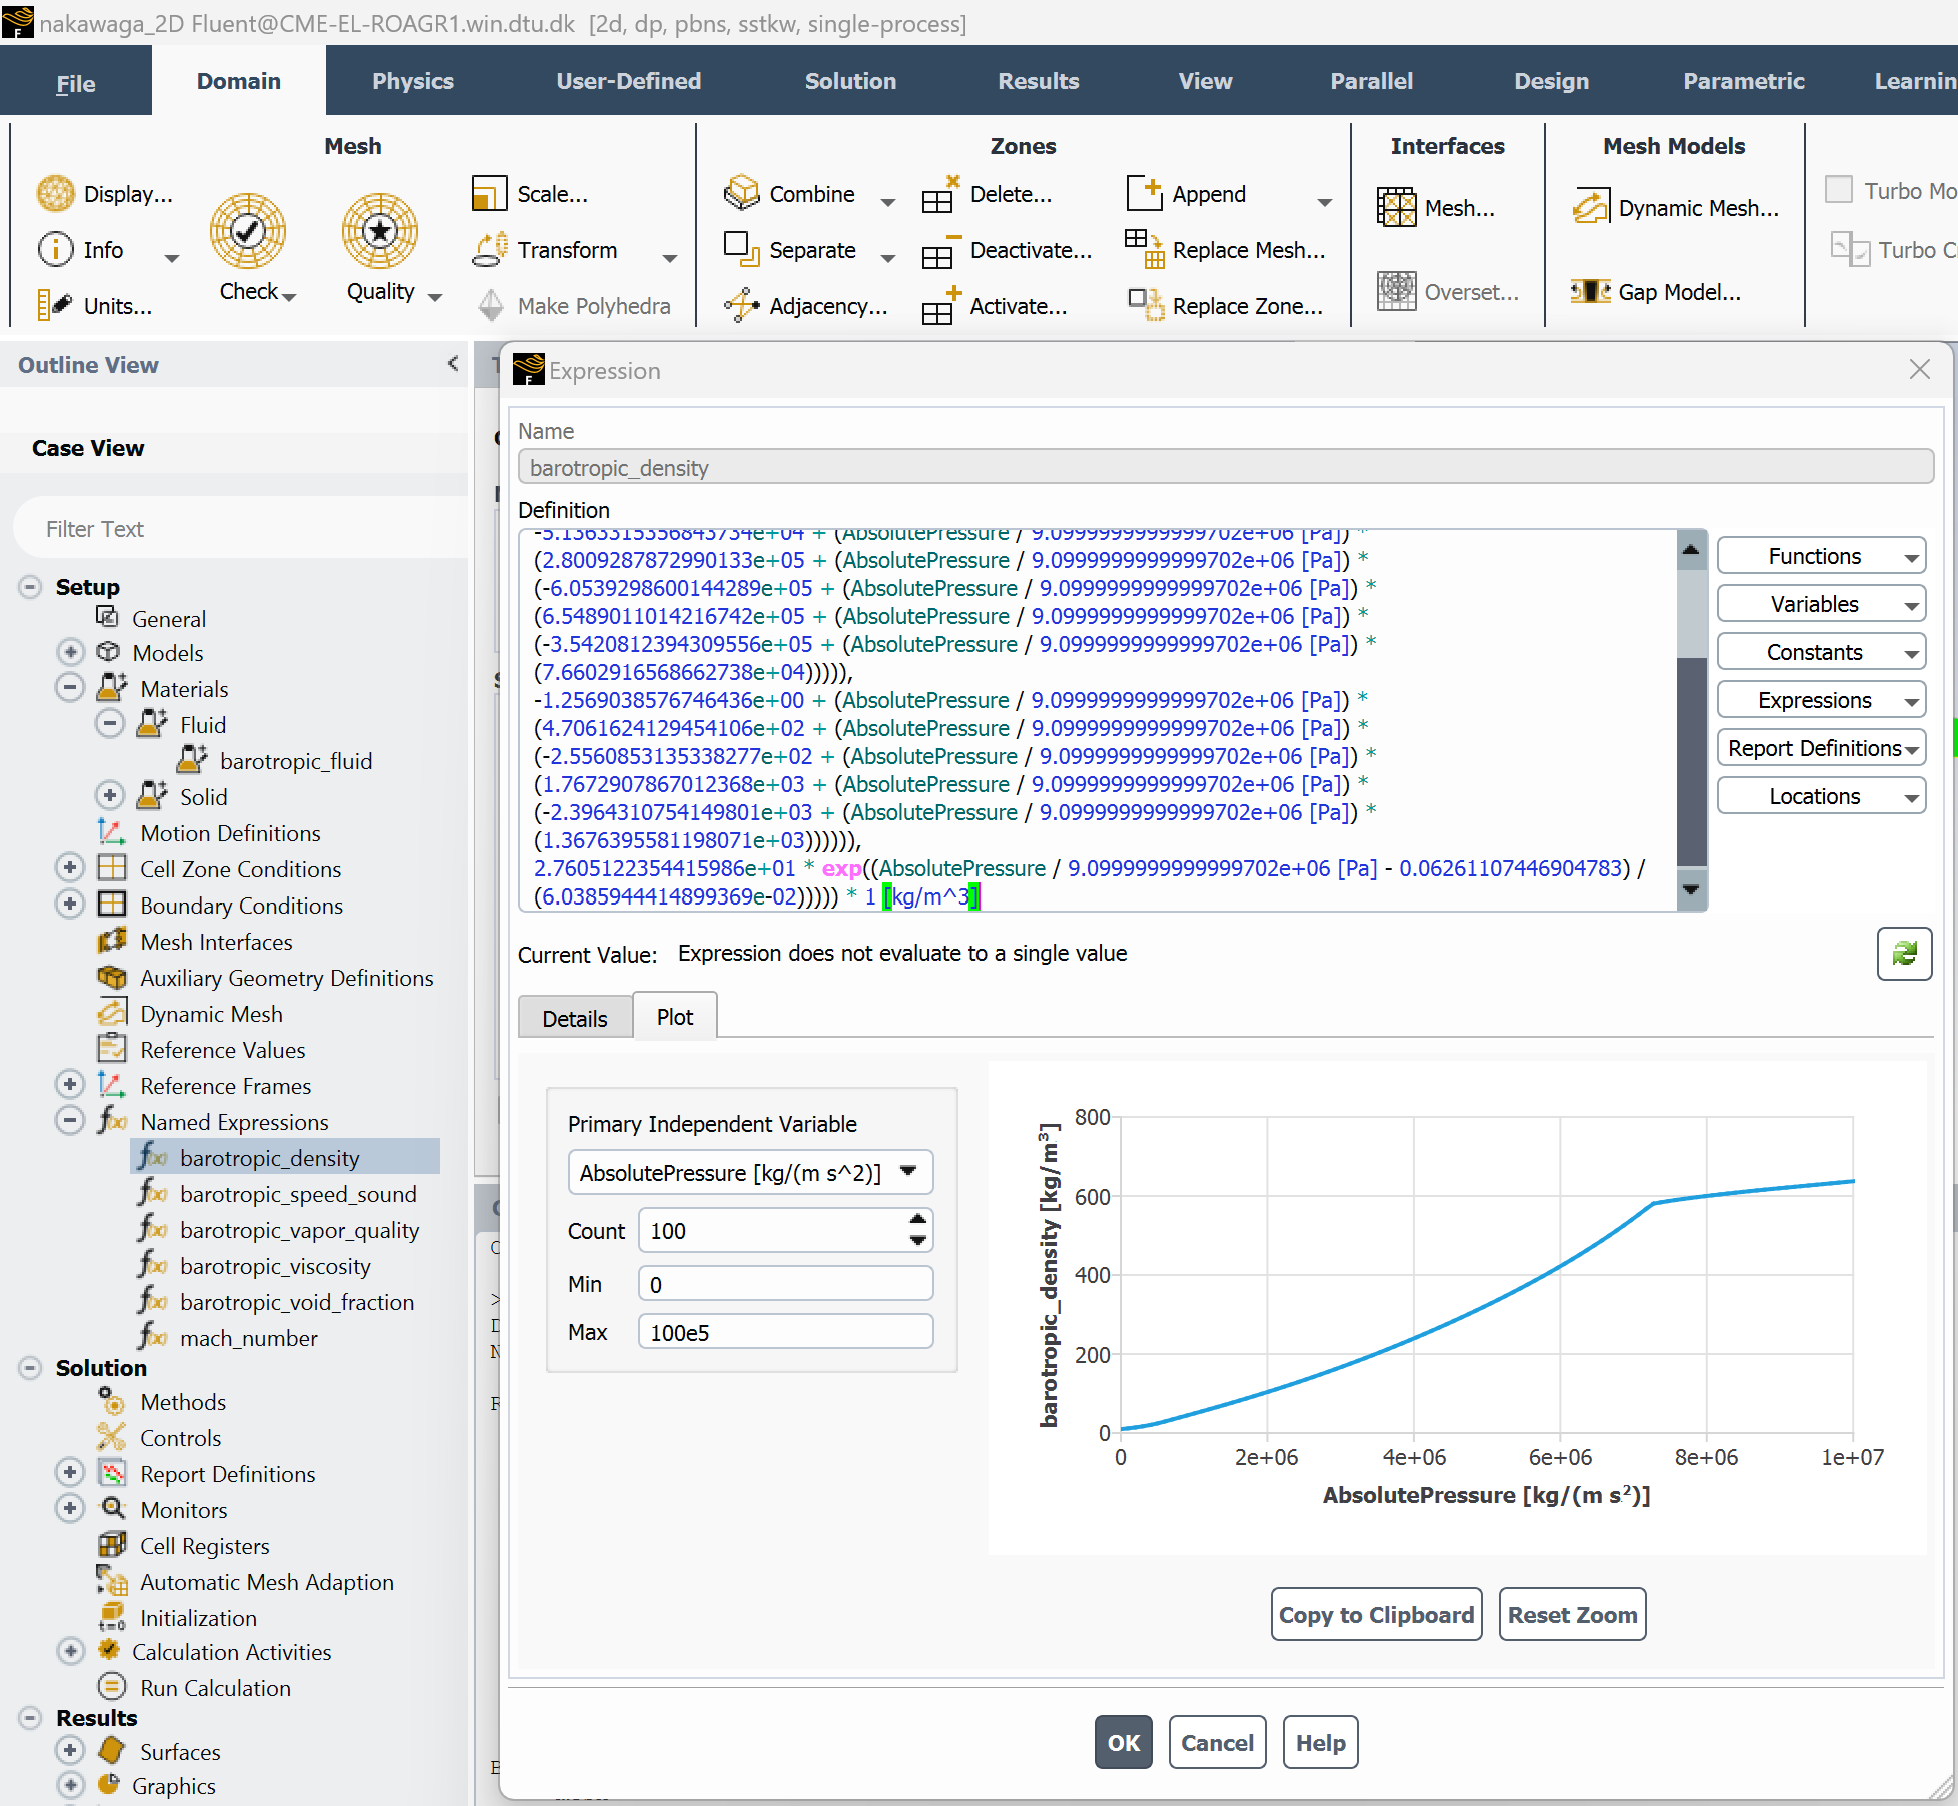 nakawaga_2D Fluent@CME-EL-ROAGR1.win.dtu.dk [2d, dp, pbns, sstkw, single-process]
File Domain Physics User-Defined Solution Results View Parallel Design Parametric Learnin
Mesh
Display...
Info
Units...
Check
Quality
Scale...
Transform
Make Polyhedra
Zones
Combine
Separate
Adjacency...
Delete...
Deactivate...
Activate...
Append
Replace Mesh...
Replace Zone...
Interfaces
Mesh...
Overset...
Mesh Models
Dynamic Mesh...
Gap Model...
Turbo Mo
Turbo C
Outline View
<
Case View
Filter Text
Setup
General
Models
Materials
Fluid
barotropic_fluid
Solid
Motion Definitions
Cell Zone Conditions
Boundary Conditions
Mesh Interfaces
Auxiliary Geometry Definitions
Dynamic Mesh
Reference Values
Reference Frames
Named Expressions
barotropic_density
barotropic_speed_sound
barotropic_vapor_quality
barotropic_viscosity
barotropic_void_fraction
mach_number
Solution
Methods
Controls
Report Definitions
Monitors
Cell Registers
Automatic Mesh Adaption
Initialization
Calculation Activities
Run Calculation
Results
Surfaces
Graphics
Expression
Name
barotropic_density
Definition
-5.1363315356843734e+04 + (AbsolutePressure / 9.0999999999999702e+06 [Pa]) *
(2.8009287872990133e+05 + (AbsolutePressure / 9.0999999999999702e+06 [Pa]) *
(-6.0539298600144289e+05 + (AbsolutePressure / 9.0999999999999702e+06 [Pa]) *
(6.5489011014216742e+05 + (AbsolutePressure / 9.0999999999999702e+06 [Pa]) *
(-3.5420812394309556e+05 + (AbsolutePressure / 9.0999999999999702e+06 [Pa]) *
(7.6602916568662738e+04))))),
-1.2569038576746436e+00 + (AbsolutePressure / 9.0999999999999702e+06 [Pa]) *
(4.7061624129454106e+02 + (AbsolutePressure / 9.0999999999999702e+06 [Pa]) *
(-2.5560853135338277e+02 + (AbsolutePressure / 9.0999999999999702e+06 [Pa]) *
(1.7672907867012368e+03 + (AbsolutePressure / 9.0999999999999702e+06 [Pa]) *
(-2.3964310754149801e+03 + (AbsolutePressure / 9.0999999999999702e+06 [Pa]) *
(1.3676395581198071e+03)))))),
2.7605122354415986e+01 * exp((AbsolutePressure / 9.0999999999999702e+06 [Pa] - 0.06261107446904783) /
(6.0385944414899369e-02))))) * 1 [kg/m^3]
Functions
Variables
Constants
Expressions
Report Definitions
Locations
Current Value: Expression does not evaluate to a single value
Details Plot
Primary Independent Variable
AbsolutePressure [kg/(m s^2)]
Count 100
Min 0
Max 100e5
barotropic_density [kg/m³]
800
600
400
200
0
0 2e+06 4e+06 6e+06 8e+06 1e+07
AbsolutePressure [kg/(m s²)]
Copy to Clipboard Reset Zoom
OK Cancel Help